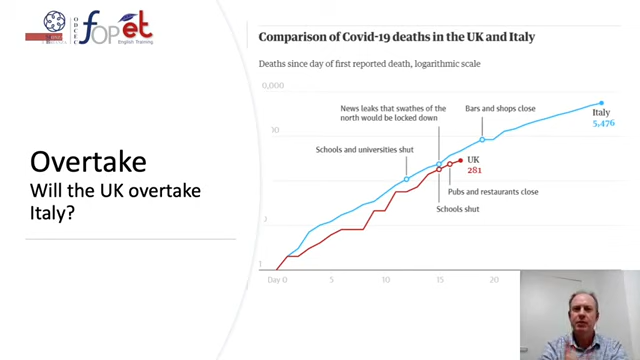 ODCEC
fOPet
English Training
Overtake
Will the UK overtake
Italy?
Comparison of Covid-19 deaths in the UK and Italy
Deaths since day of first reported death, logarithmic scale
0,000
News leaks that swathes of the
north would be locked down
Bars and shops close
Italy
5,476
Schools and universities shut
UK
281
Pubs and restaurants close
Schools shut
1
Day 0
5
10
15
20